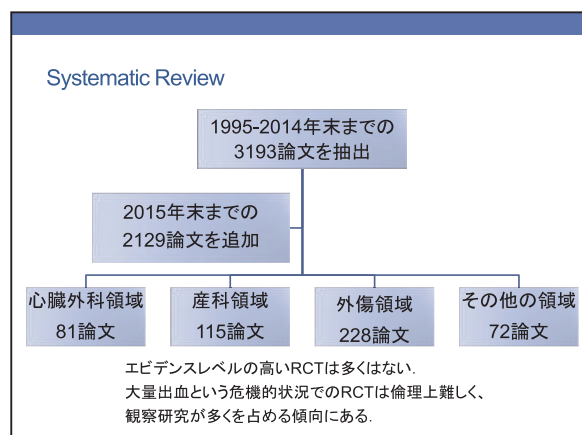 Systematic Review
1995-2014年末までの
3193論文を抽出
2015年末までの
2129論文を追加
心臓外科領域
81論文
産科領域
115論文
外傷領域
228論文
その他の領域
72論文
エビデンスレベルの高いRCTは多くはない.
大量出血という危機的状況でのRCTは倫理上難しく、
観察研究が多くを占める傾向にある.